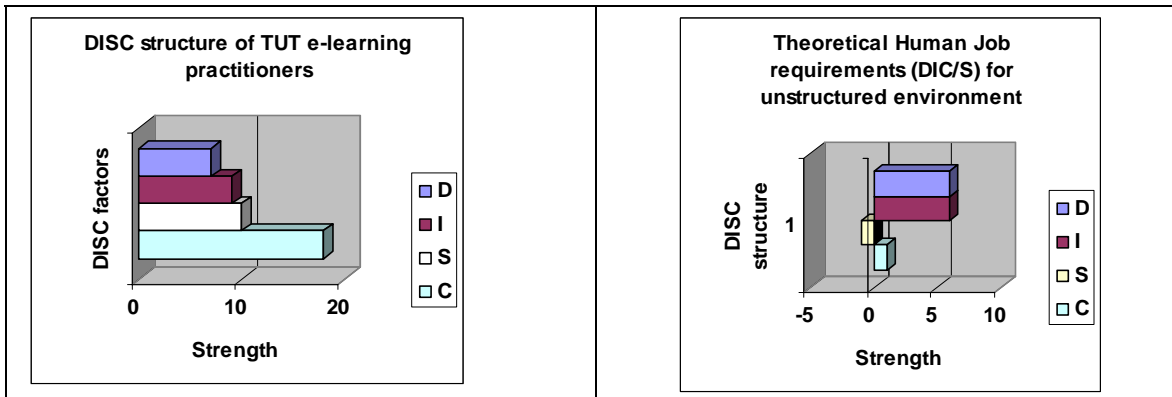 DISC structure of TUT e-learning
practitioners
DISC factors
D
I
S
C
0 10 20
Strength
Theoretical Human Job
requirements (DIC/S) for
unstructured environment
DISC
structure
1
D
I
S
C
-5 0 5 10
Strength